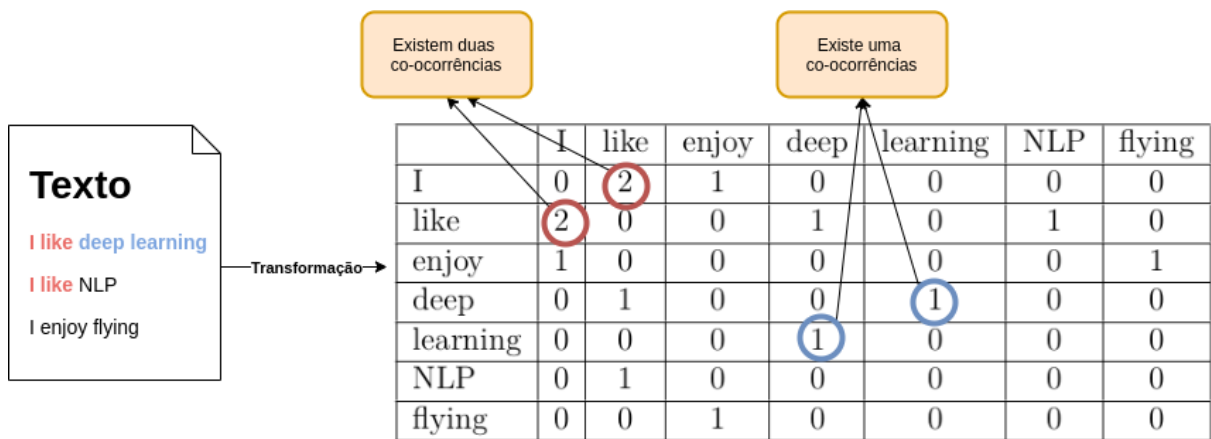 Existem duas
co-ocorrências
Existe uma
co-ocorrências
Texto
I like deep learning
I like NLP
I enjoy flying
Transformação
I like enjoy deep learning NLP flying
I 0 2 1 0 0 0 0
like 2 0 0 1 0 1 0
enjoy 1 0 0 0 0 0 1
deep 0 1 0 0 1 0 0
learning 0 0 0 1 0 0 0
NLP 0 1 0 0 0 0 0
flying 0 0 1 0 0 0 0